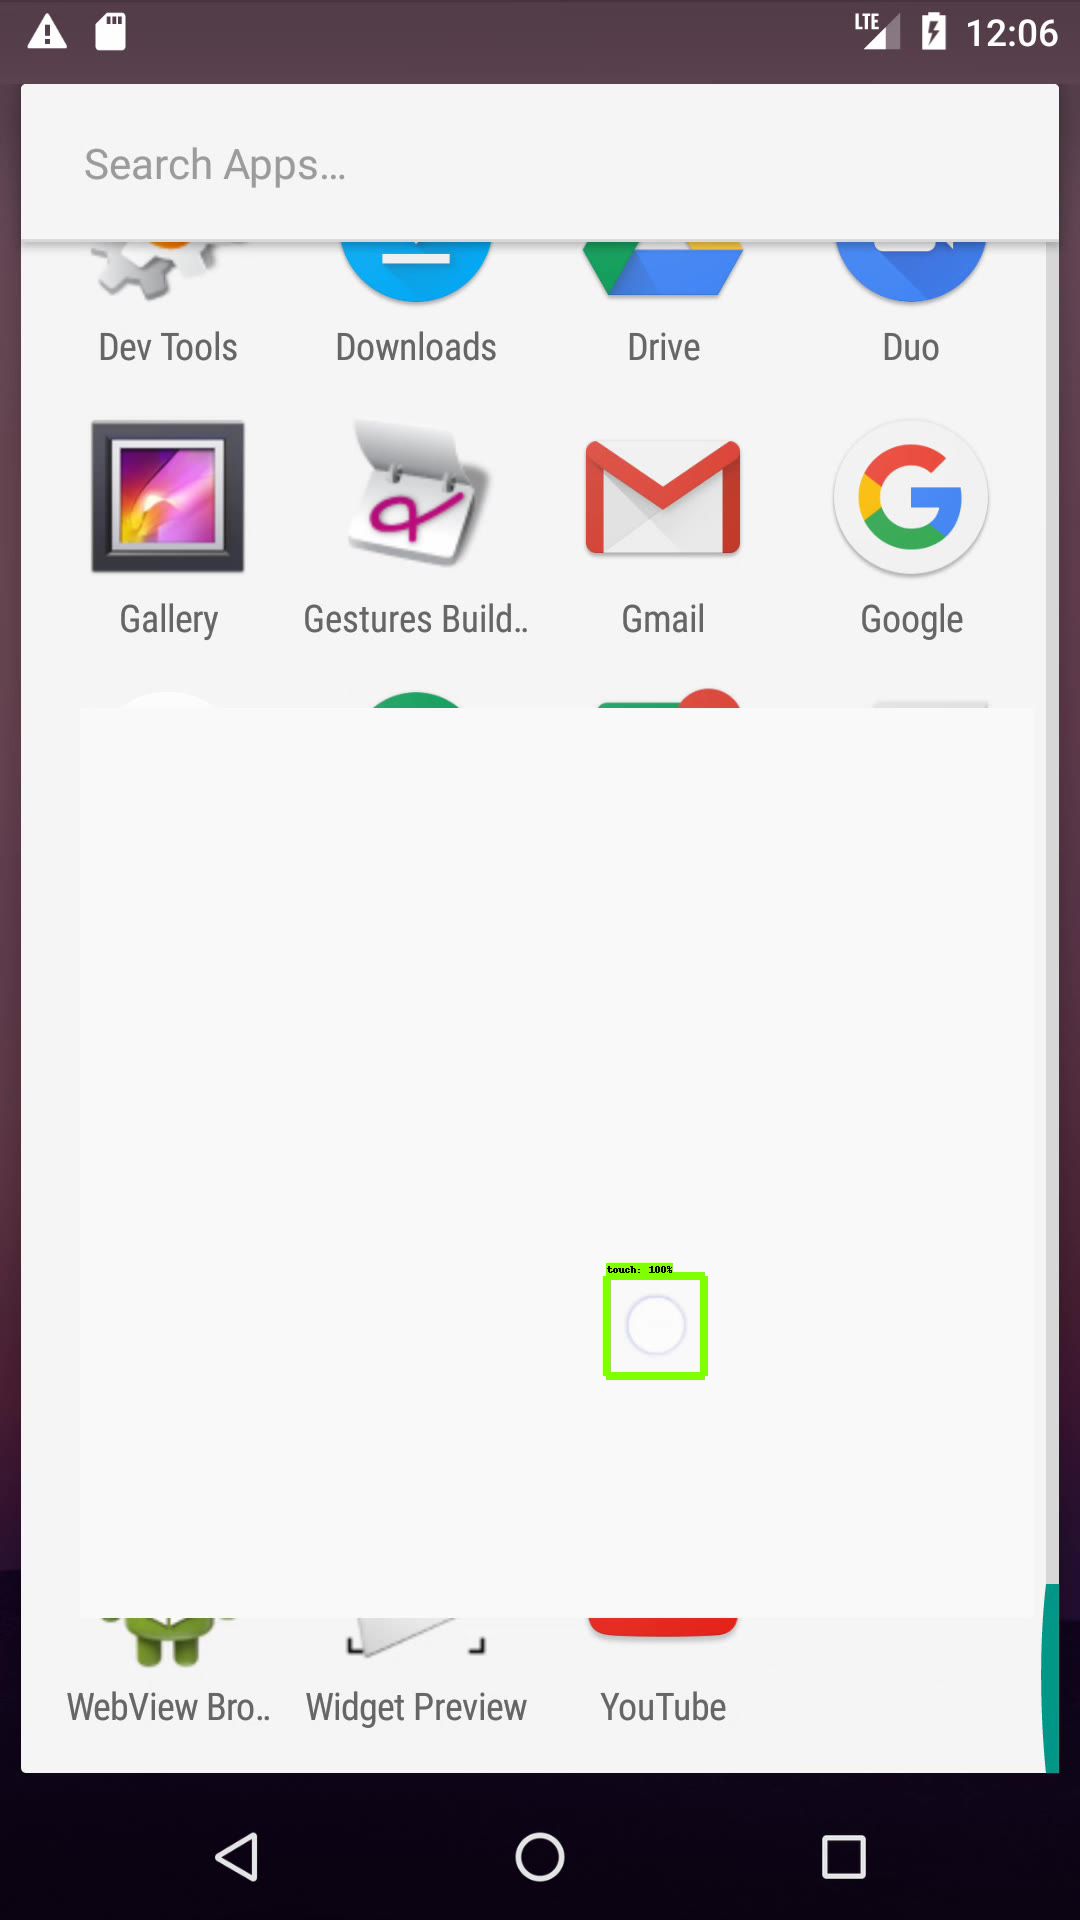 LTE 12:06
Search Apps...
Dev Tools Downloads Drive Duo
Gallery Gestures Build.. Gmail Google
touch: 100%
WebView Bro.. Widget Preview YouTube